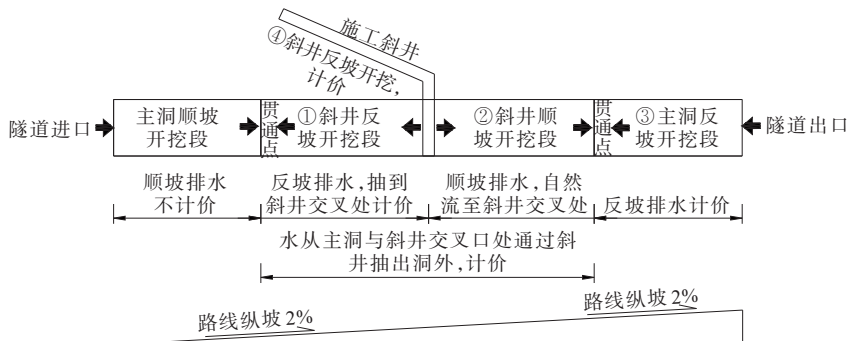 施工斜井
④斜井反坡开挖,
计价
隧道进口
主洞顺坡
开挖段
贯通点
①斜井反
坡开挖段
②斜井顺
坡开挖段
贯通点
③主洞反
坡开挖段
隧道出口
顺坡排水
不计价
反坡排水,抽到
斜井交叉处计价
顺坡排水,自然
流至斜井交叉处
反坡排水计价
水从主洞与斜井交叉口处通过斜
井抽出洞外,计价
路线纵坡2%
路线纵坡2%